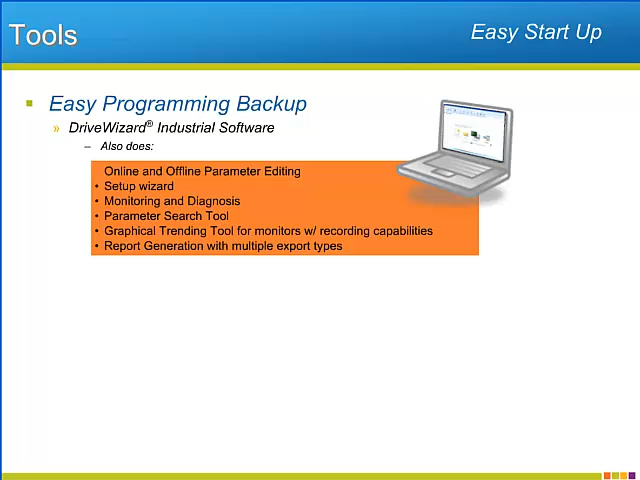 Tools
Easy Start Up
▪ Easy Programming Backup
» DriveWizard® Industrial Software
– Also does:
Online and Offline Parameter Editing
• Setup wizard
• Monitoring and Diagnosis
• Parameter Search Tool
• Graphical Trending Tool for monitors w/ recording capabilities
• Report Generation with multiple export types